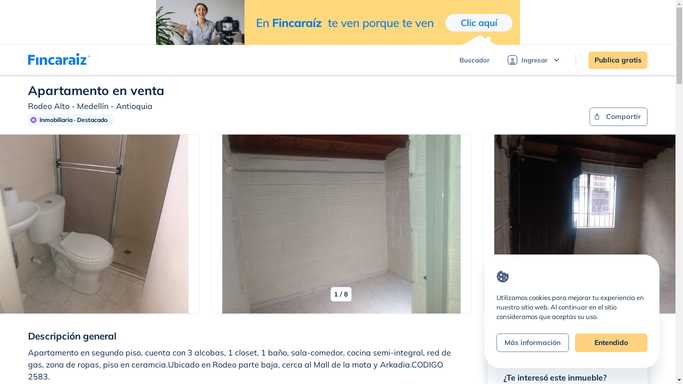 En Fincaraíz te ven porque te ven
Clic aquí
Fincaraiz
Buscador
Ingresar
Publica gratis
Apartamento en venta
Rodeo Alto - Medellín - Antioquia
Inmobiliaria · Destacado
Compartir
1 / 8
Utilizamos cookies para mejorar tu experiencia en
nuestro sitio web. Al continuar en el sitio
consideramos que aceptas su uso.
Más información
Entendido
Descripción general
Apartamento en segundo piso, cuenta con 3 alcobas, 1 closet, 1 baño, sala-comedor, cocina semi-integral, red de
gas, zona de ropas, piso en ceramcia.Ubicado en Rodeo parte baja, cerca al Mall de la mota y Arkadia.CODIGO
2583.
¿Te interesó este inmueble?